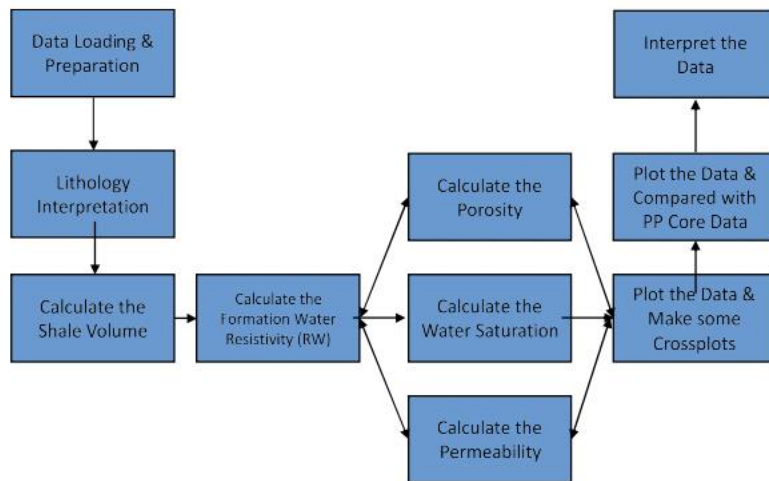 Data Loading &
Preparation
Lithology
Interpretation
Calculate the
Shale Volume
Calculate the
Formation Water
Resistivity (RW)
Calculate the
Porosity
Calculate the
Water Saturation
Calculate the
Permeability
Plot the Data &
Make some
Crossplots
Plot the Data &
Compared with
PP Core Data
Interpret the
Data